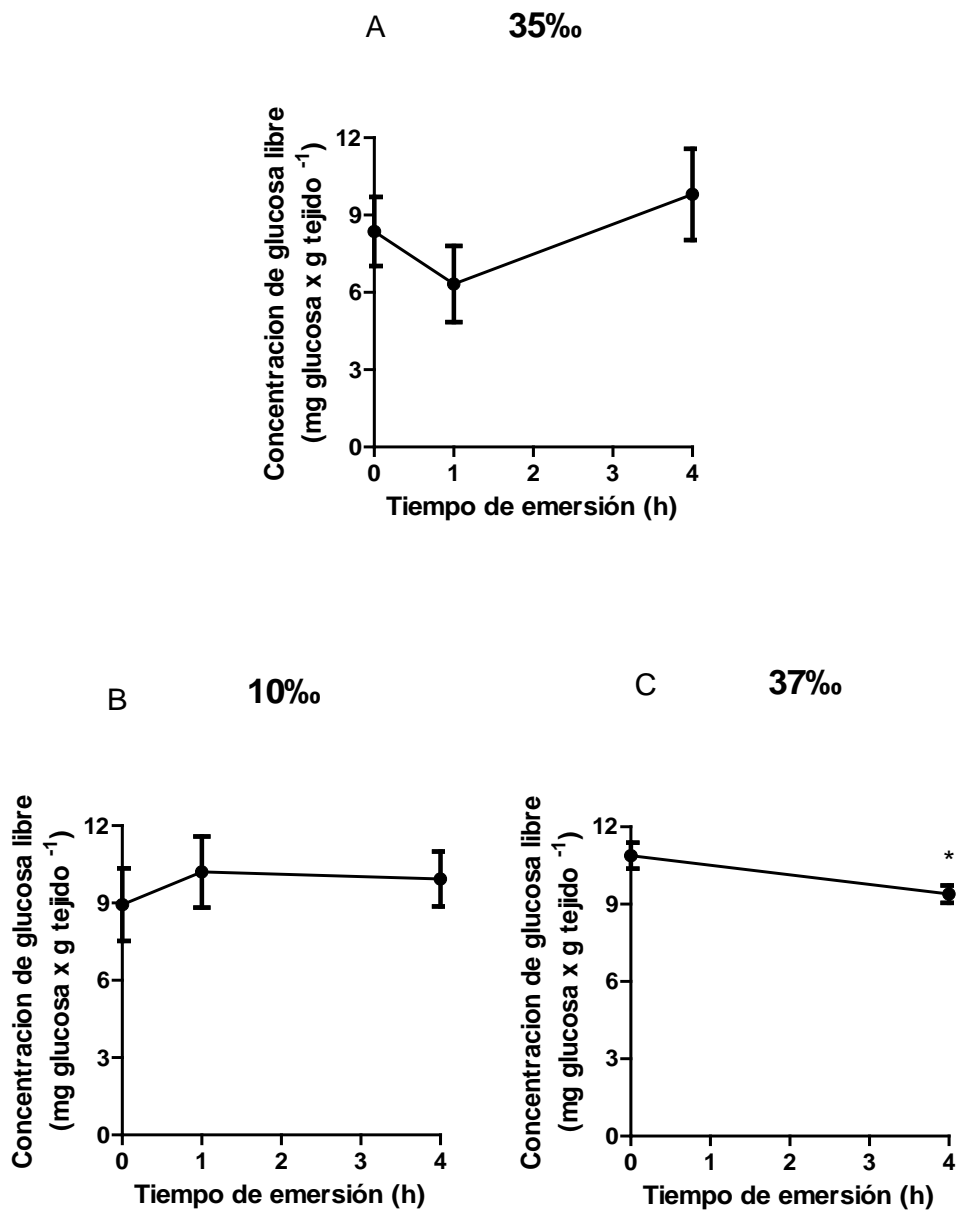 A 35‰
Concentracion de glucosa libre
(mg glucosa x g tejido -1)
12
9
6
3
0
0 1 2 3 4
Tiempo de emersión (h)
B 10‰
Concentracion de glucosa libre
(mg glucosa x g tejido -1)
12
9
6
3
0
0 1 2 3 4
Tiempo de emersión (h)
C 37‰
Concentracion de glucosa libre
(mg glucosa x g tejido -1)
12
9
6
3
0
*
0 1 2 3 4
Tiempo de emersión (h)